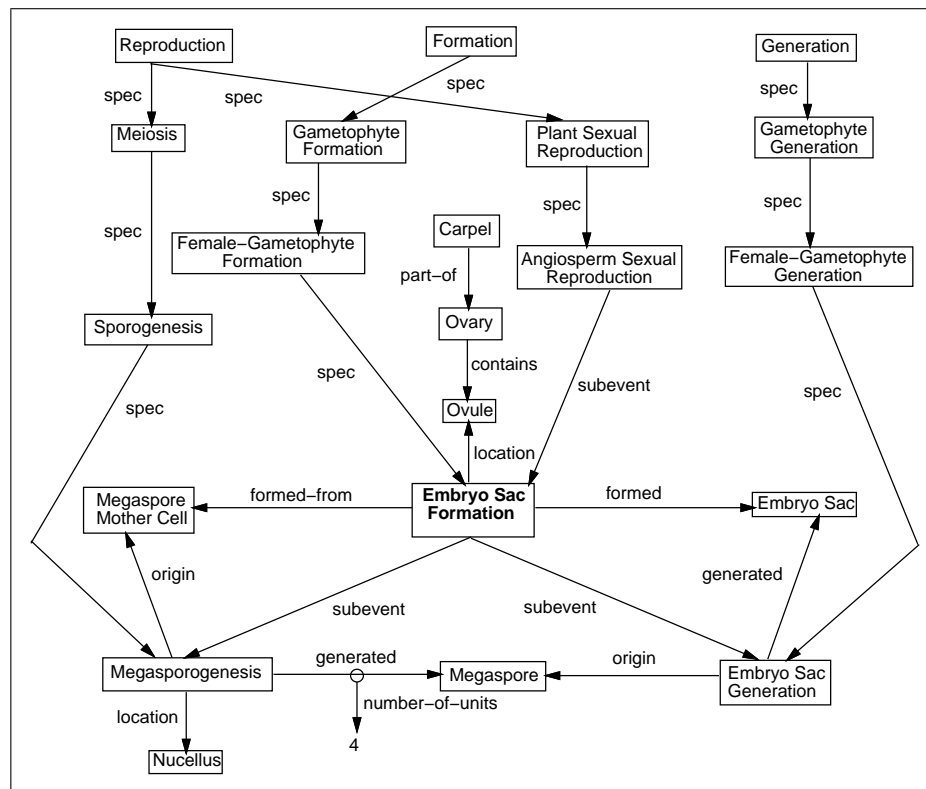 Reproduction
Formation
Generation
spec
spec
spec
spec
Meiosis
Gametophyte
Formation
Plant Sexual
Reproduction
Gametophyte
Generation
spec
spec
spec
spec
Female−Gametophyte
Formation
Carpel
Angiosperm Sexual
Reproduction
Female−Gametophyte
Generation
part−of
Sporogenesis
Ovary
spec
spec
contains
subevent
spec
Ovule
location
Megaspore
Mother Cell
formed−from
Embryo Sac
Formation
formed
Embryo Sac
origin
generated
subevent
subevent
Megasporogenesis
generated
Megaspore
origin
Embryo Sac
Generation
location
number−of−units
4
Nucellus